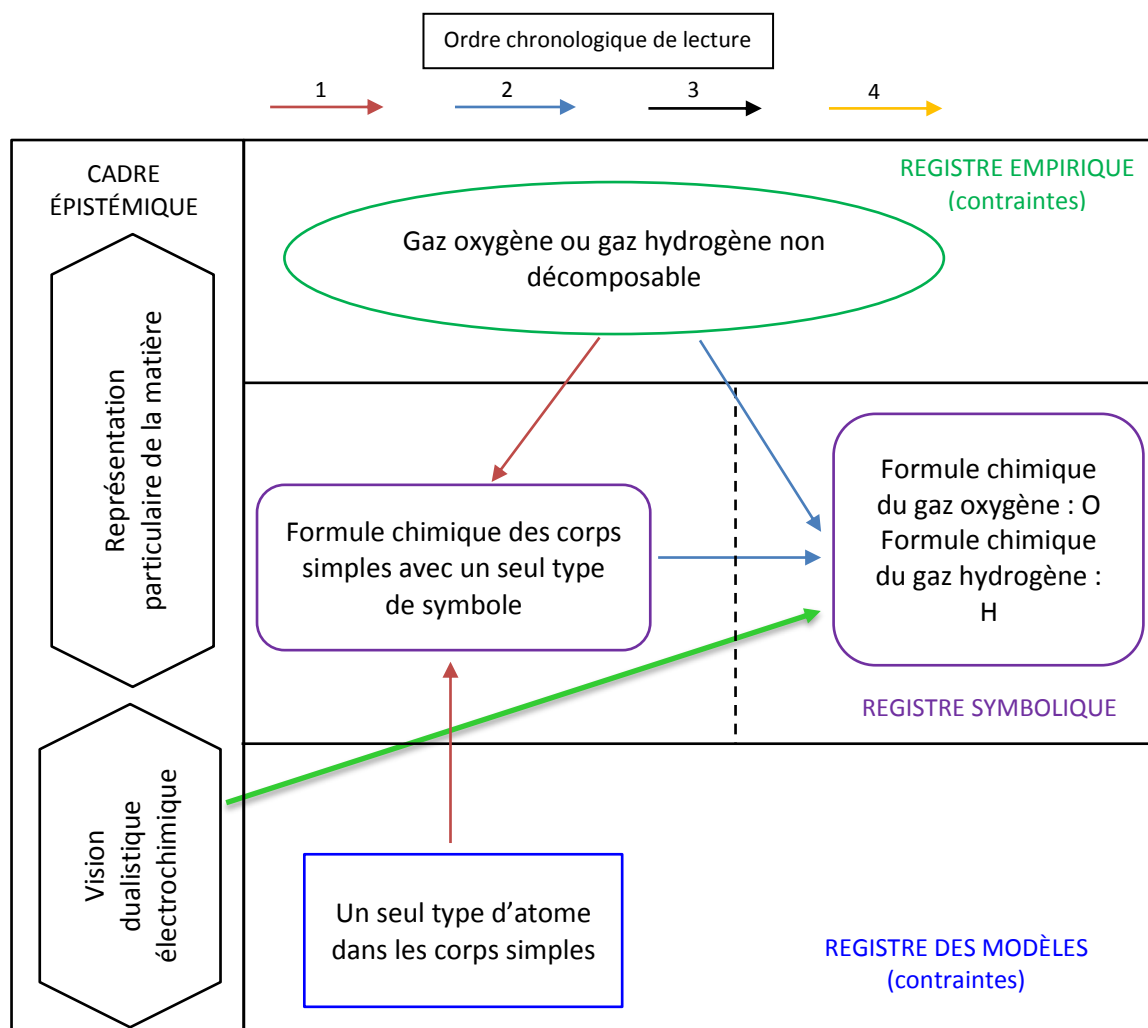 Ordre chronologique de lecture
1
2
3
4
CADRE
ÉPISTÉMIQUE
REGISTRE EMPIRIQUE
(contraintes)
Gaz oxygène ou gaz hydrogène non
décomposable
Représentation
particulaire de la matière
Formule chimique des corps
simples avec un seul type
de symbole
Formule chimique
du gaz oxygène : O
Formule chimique
du gaz hydrogène :
H
REGISTRE SYMBOLIQUE
Vision
dualistique
électrochimique
Un seul type d’atome
dans les corps simples
REGISTRE DES MODÈLES
(contraintes)